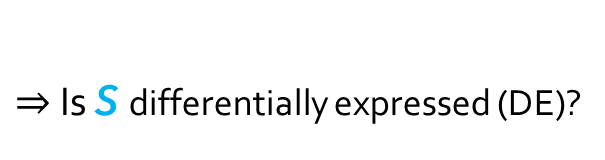 ⇒ Is S differentially expressed (DE)?